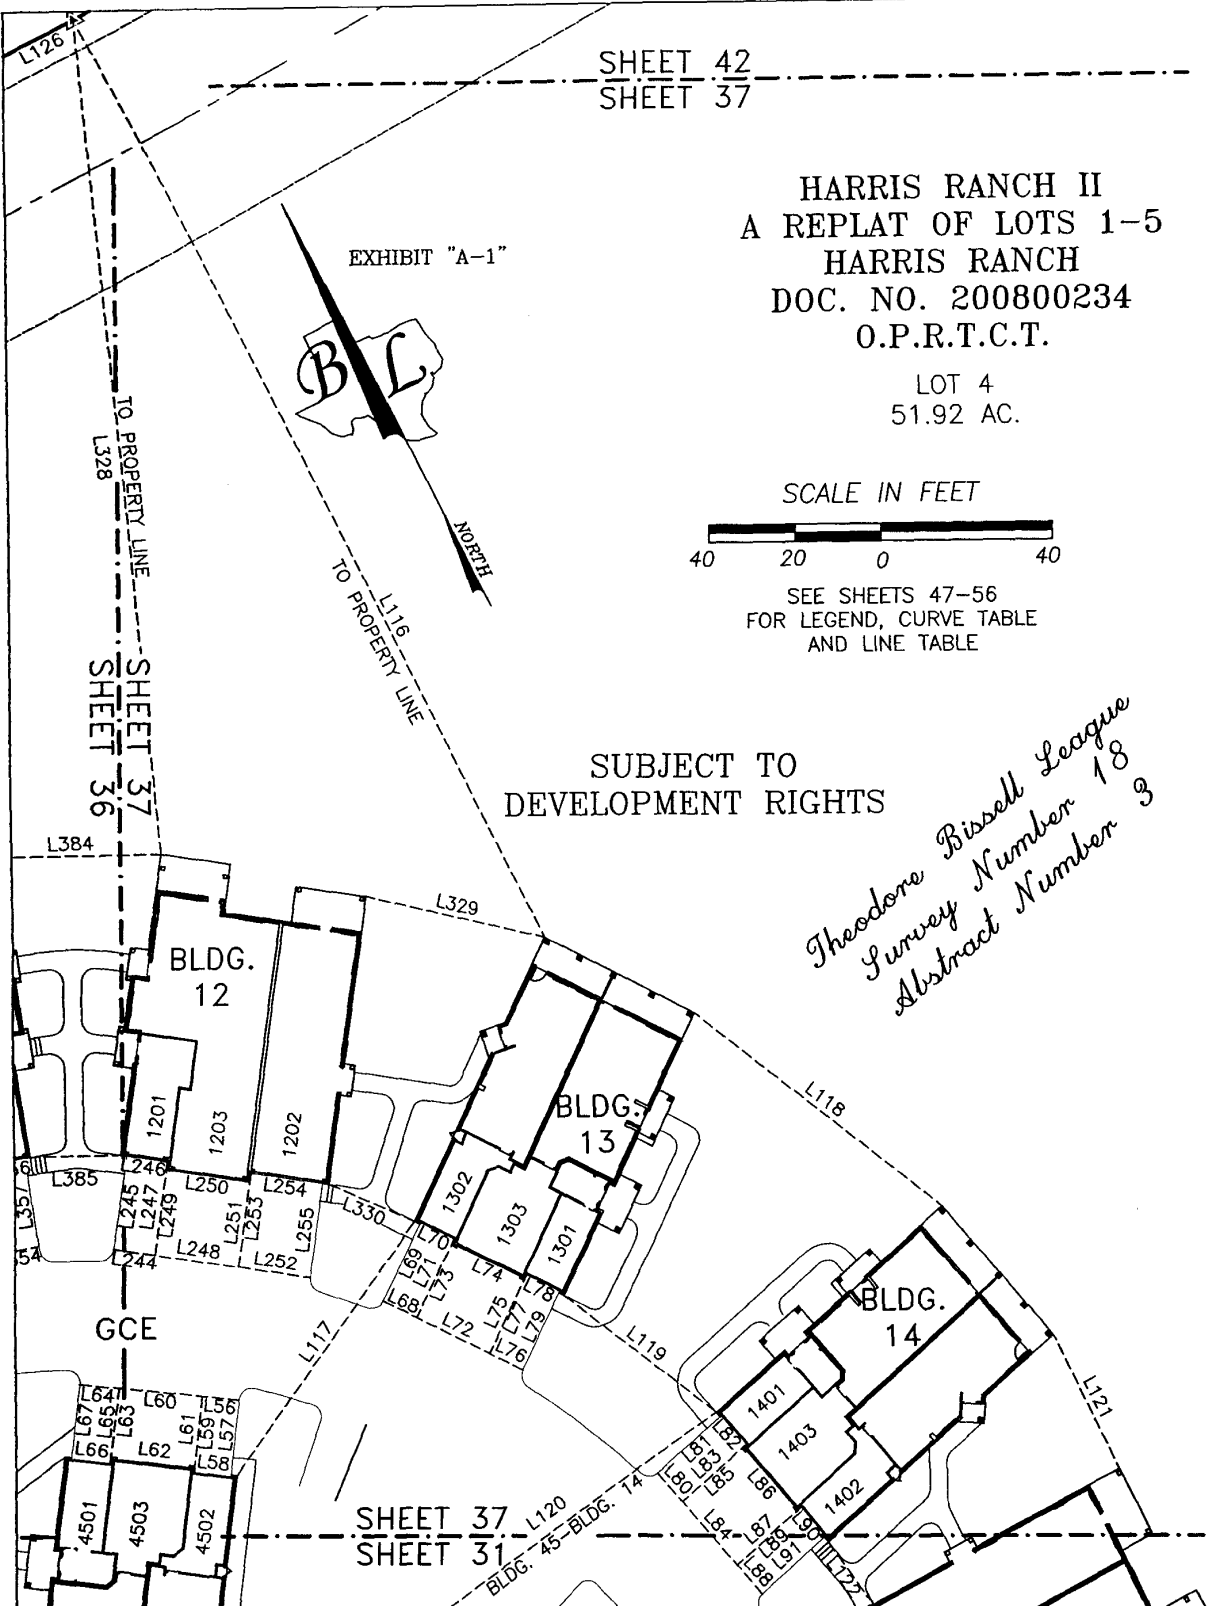 L126
SHEET 42
SHEET 37
HARRIS RANCH II
A REPLAT OF LOTS 1-5
HARRIS RANCH
DOC. NO. 200800234
O.P.R.T.C.T.
LOT 4
51.92 AC.
EXHIBIT "A-1"
B L
NORTH
SCALE IN FEET
40 20 0 40
SEE SHEETS 47-56
FOR LEGEND, CURVE TABLE
AND LINE TABLE
TO PROPERTY LINE
L328
L116
TO PROPERTY LINE
SHEET 37
SHEET 36
SUBJECT TO
DEVELOPMENT RIGHTS
Theodore Bissell League
Survey Number 18
Abstract Number 3
L384
L329
BLDG.
12
1201
1203
1202
L118
BLDG.
13
1302
1303
1301
L385
L246
L250
L254
L330
L357
L245
L247
L249
L251
L253
L255
L244
L248
L252
54
L70
L74
L78
L69
L71
L73
L75
L77
L79
L68
L72
L76
L117
L119
GCE
BLDG.
14
1401
1403
1402
L121
L64
L60
L56
L67
L65
L63
L61
L59
L57
L66
L62
L58
4501
4503
4502
L82
L81
L83
L85
L80
L86
L84
L87
L89
L91
L90
L88
L122
L120
BLDG. 45-BLDG. 14
SHEET 37
SHEET 31